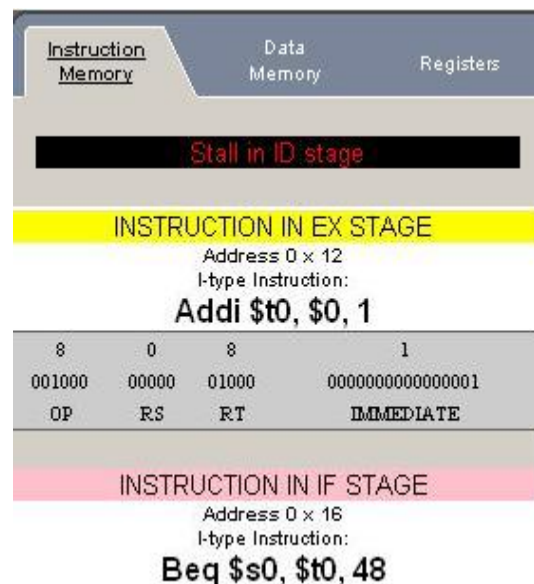 Instruction Memory
Data Memory
Registers
Stall in ID stage
INSTRUCTION IN EX STAGE
Address 0 x 12
I-type Instruction:
Addi $t0, $0, 1
8 0 8 1
001000 00000 01000 0000000000000001
OP RS RT IMMEDIATE
INSTRUCTION IN IF STAGE
Address 0 x 16
I-type Instruction:
Beq $s0, $t0, 48